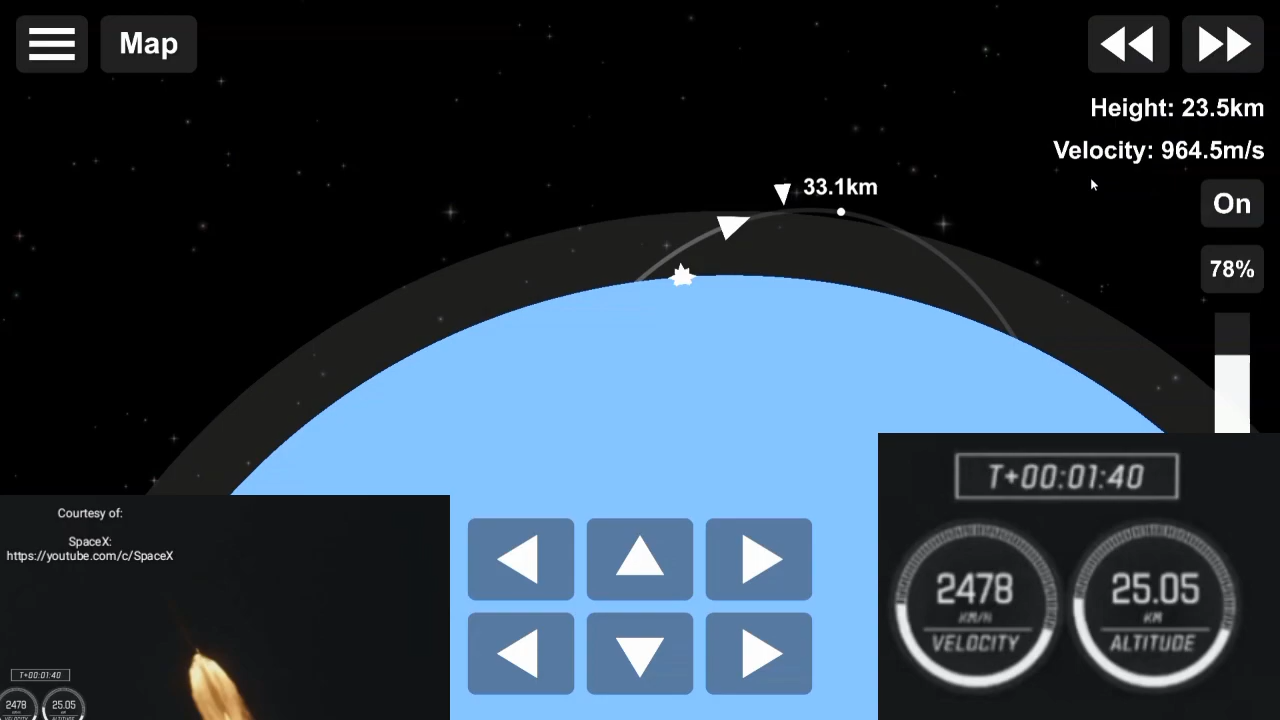 Map
Height: 23.5km
Velocity: 964.5m/s
33.1km
On
78%
T+00:01:40
2478
KM/H
VELOCITY
25.05
KM
ALTITUDE
Courtesy of:
SpaceX:
https://youtube.com/c/SpaceX
T+00:01:40
2478
25.05